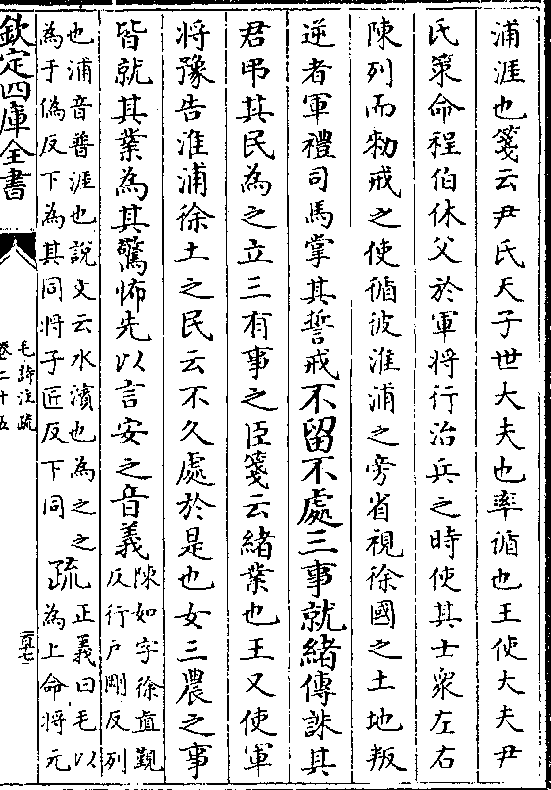 浦涯也箋云尹氏天子世大夫也率循也王使大夫尹
氏策命程伯休父於軍將行治兵之時使其士衆左右
陳列而勑戒之使循彼淮浦之旁省視徐國之土地叛
逆者軍禮司馬掌其誓戒不留不處三事就緒傳誅其
君弔其民為之立三有事之臣箋云緒業也王又使軍
將豫告淮浦徐土之民云不久處於是也女三農之事
皆就其業為其驚怖先以言安之音義陳如字徐直覲
反行戸剛反列
也浦音普涯也說文云水濱也為之之
為于偽反下為其同將子匠反下同
疏正義曰毛以
為上命將元
欽定四庫全書
毛詩注疏
卷二十五